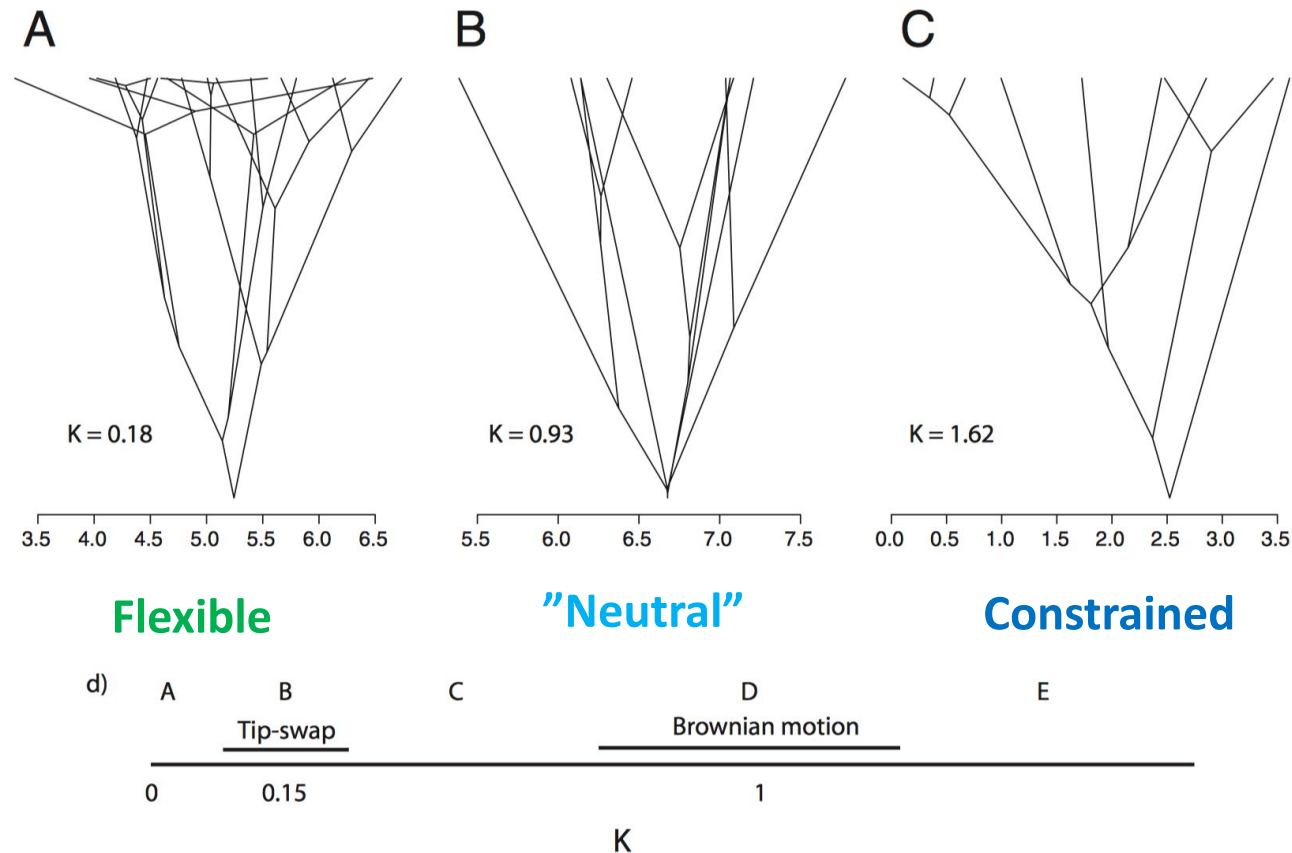 A B C
K = 0.18 K = 0.93 K = 1.62
3.5 4.0 4.5 5.0 5.5 6.0 6.5 5.5 6.0 6.5 7.0 7.5 0.0 0.5 1.0 1.5 2.0 2.5 3.0 3.5
Flexible ”Neutral” Constrained
d) A B C D E
Tip-swap Brownian motion
0 0.15 1
K